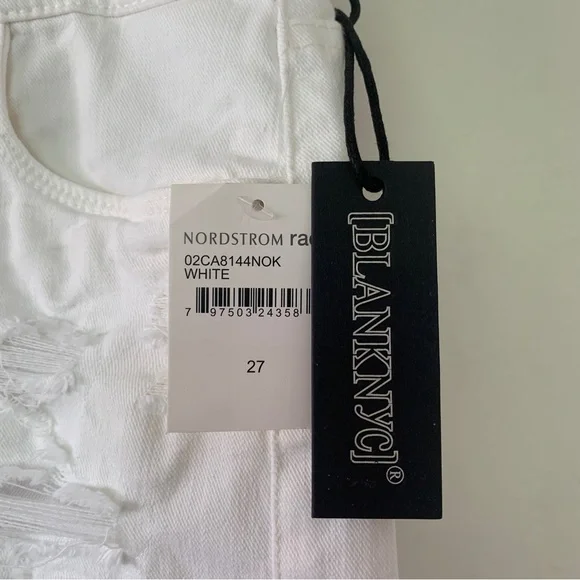 NORDSTROM rac
02CA8144NOK
WHITE
7 97503 24358
27
[BLANKNYC]®